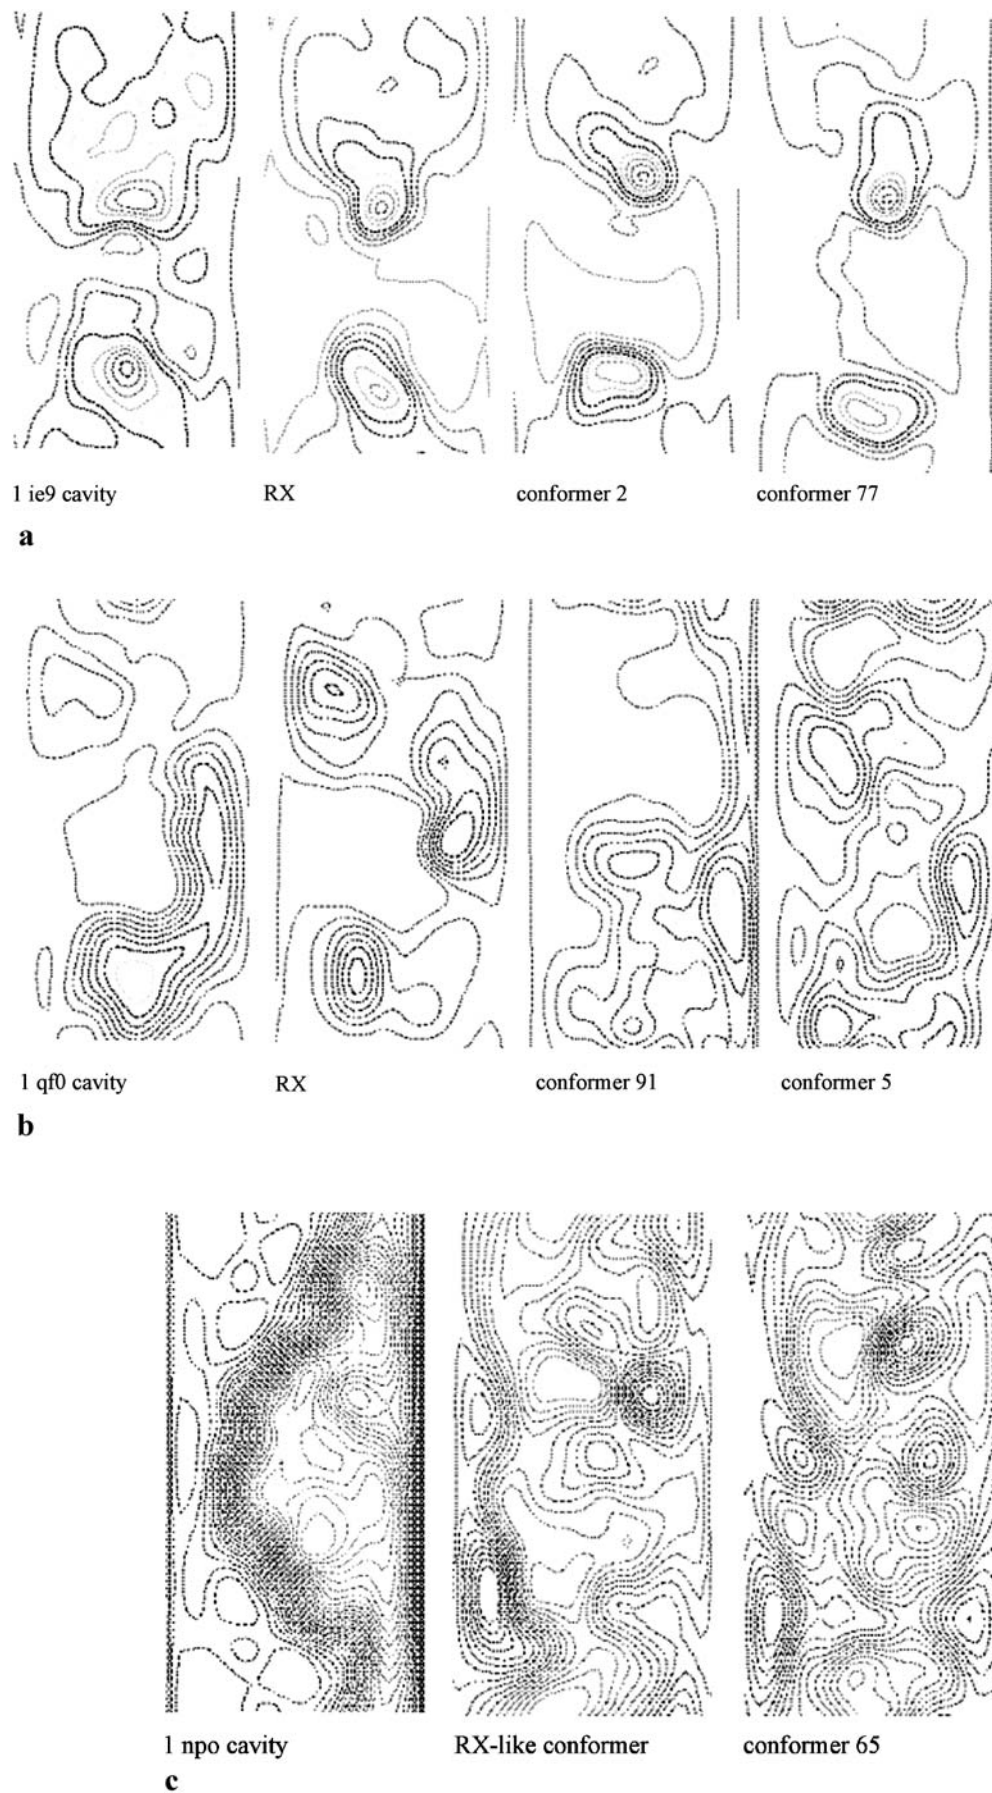 1 ie9 cavity RX conformer 2 conformer 77
a
1 qf0 cavity RX conformer 91 conformer 5
b
1 npo cavity RX-like conformer conformer 65
c